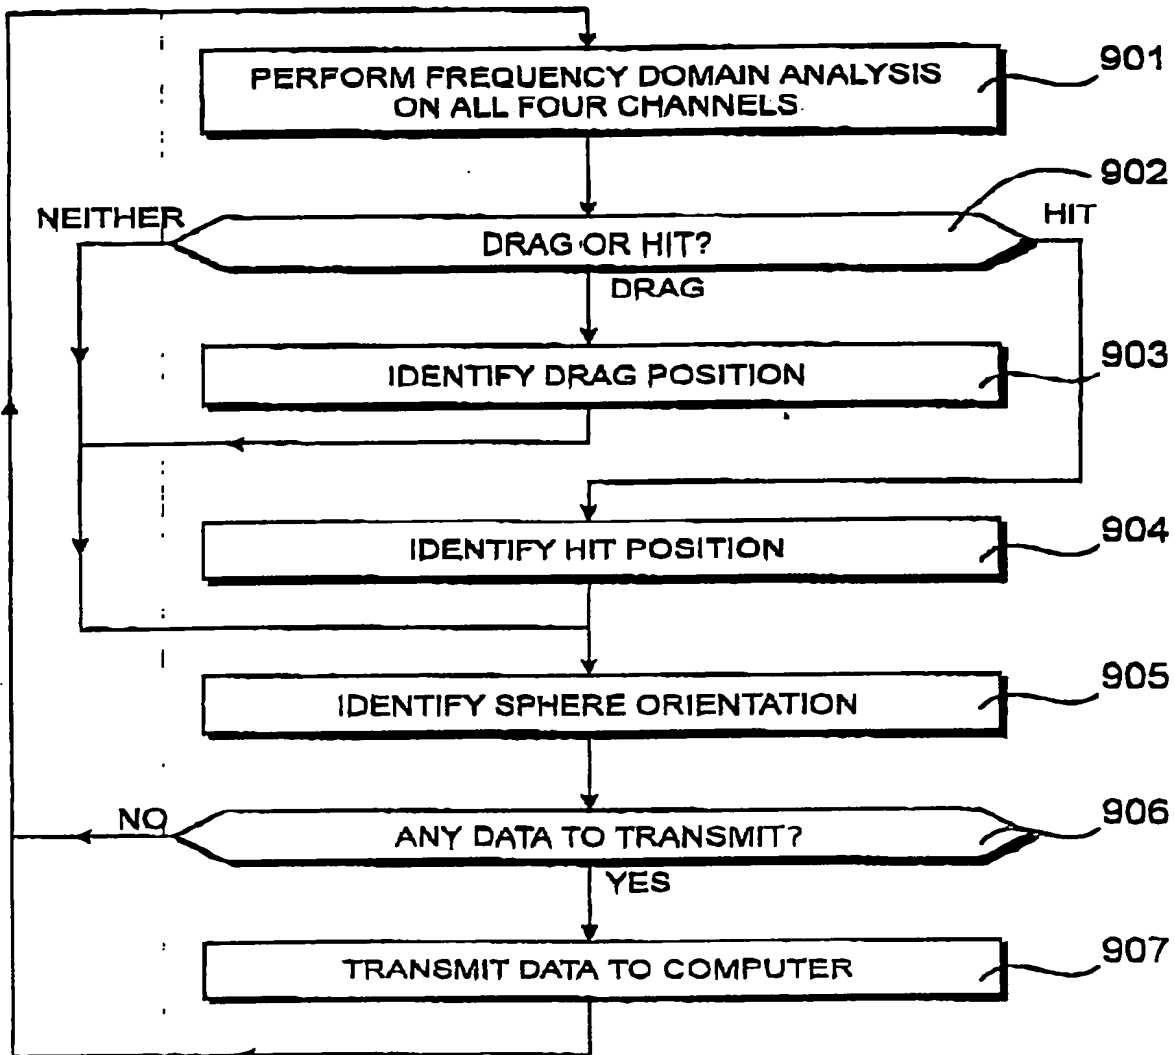 PERFORM FREQUENCY DOMAIN ANALYSIS
ON ALL FOUR CHANNELS
901
902
NEITHER
HIT
DRAG OR HIT?
DRAG
IDENTIFY DRAG POSITION
903
IDENTIFY HIT POSITION
904
IDENTIFY SPHERE ORIENTATION
905
NO
ANY DATA TO TRANSMIT?
906
YES
TRANSMIT DATA TO COMPUTER
907